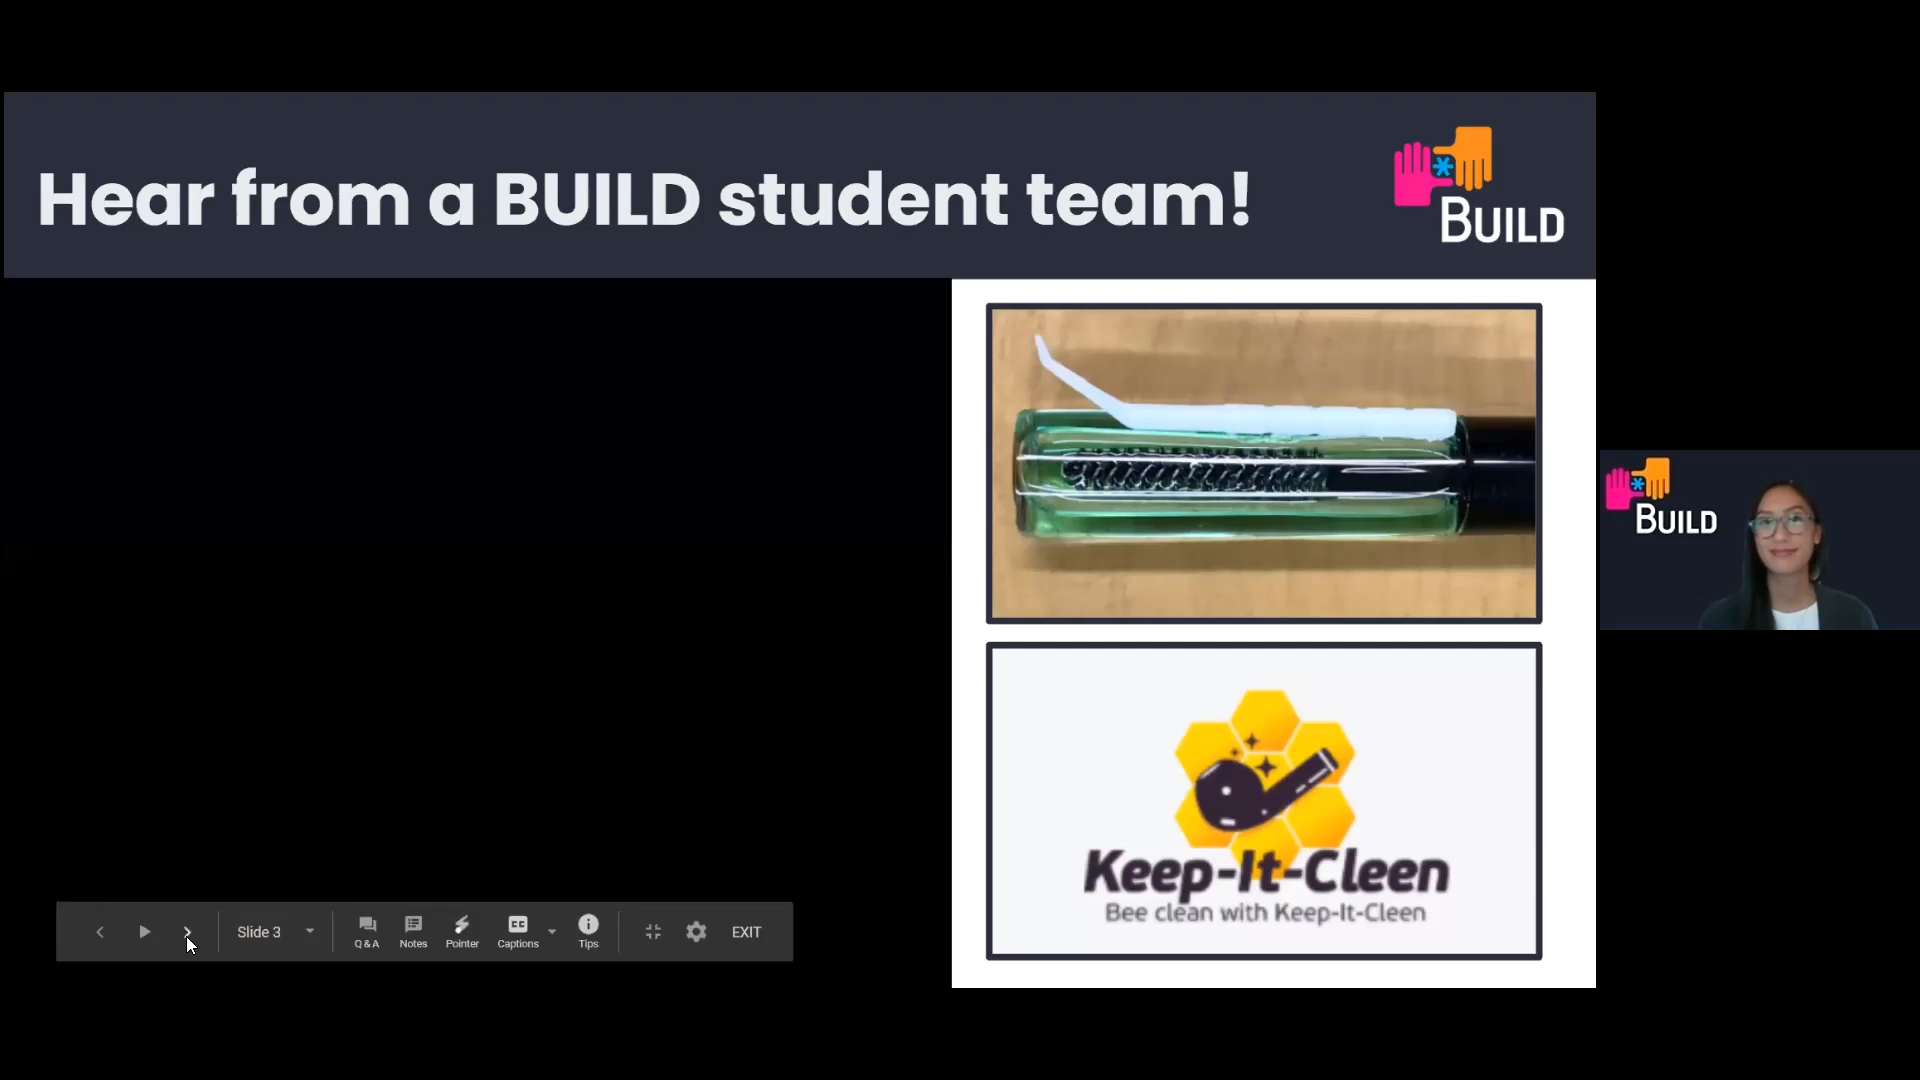 Hear from a BUILD student team!
BUILD
BUILD
Keep-It-Cleen
Bee clean with Keep-It-Cleen
Slide 3
Q & A
Notes
Pointer
CC
Captions
Tips
EXIT